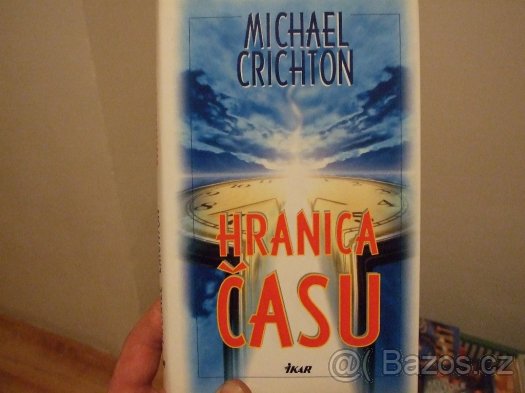 MICHAEL
CRICHTON
HRANICA
ČASU
IKAR
Bazos.cz